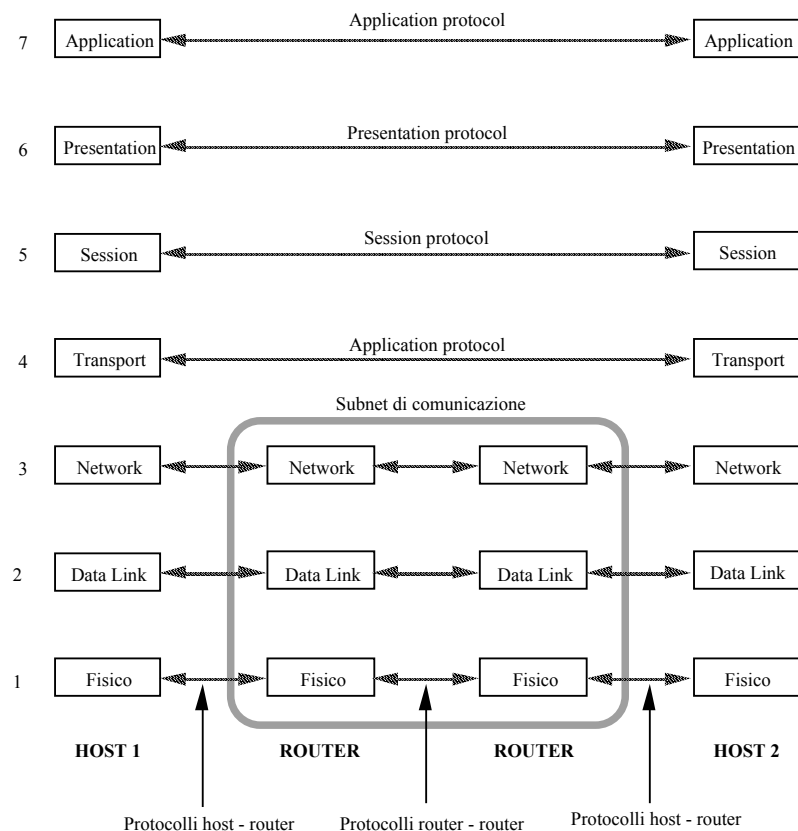 Application protocol
7 Application Application
Presentation protocol
6 Presentation Presentation
Session protocol
5 Session Session
Application protocol
4 Transport Transport
Subnet di comunicazione
3 Network Network Network Network
2 Data Link Data Link Data Link Data Link
1 Fisico Fisico Fisico Fisico
HOST 1 ROUTER ROUTER HOST 2
Protocolli host - router Protocolli router - router Protocolli host - router